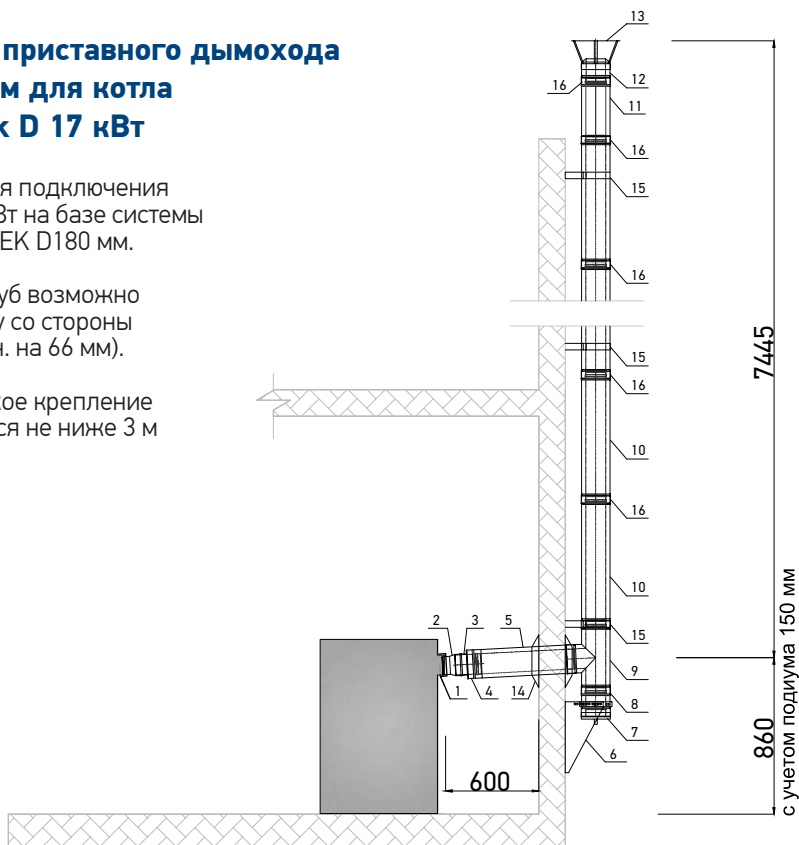 приставного дымохода
м для котла
k D 17 кВт
я подключения
Вт на базе системы
EK D180 мм.
уб возможно
у со стороны
н. на 66 мм).
кое крепление
ся не ниже 3 м
13
12
16
11
16
15
16
15
16
10
16
10
15
9
8
7
6
2
3
5
1
4
14
600
7445
860
с учетом подиума 150 мм